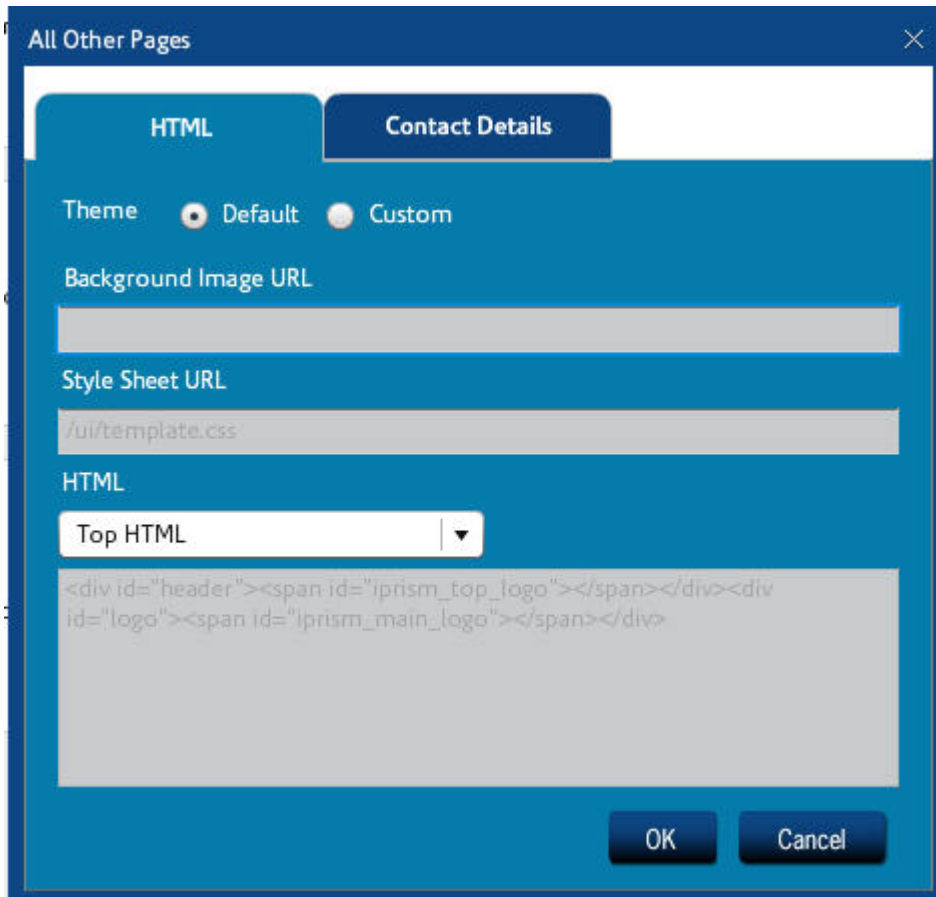 All Other Pages
HTML Contact Details
Theme Default Custom
Background Image URL
Style Sheet URL
/ui/template.css
HTML
Top HTML
<div id="header"><span id="iprism_top_logo"></span></div><div
id="logo"><span id="iprism_main_logo"></span></div>
OK Cancel